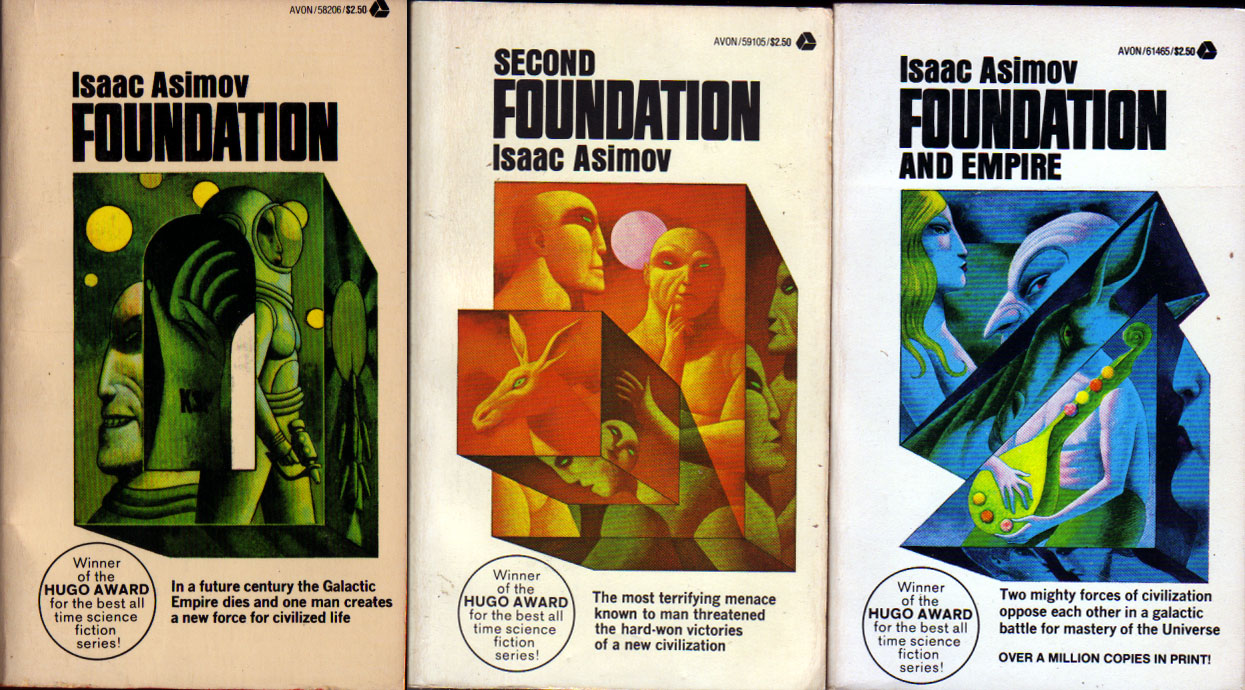 AVON/58206/$2.50
Isaac Asimov
FOUNDATION
Winner
of the
HUGO AWARD
for the best all
time science
fiction
series!
In a future century the Galactic
Empire dies and one man creates
a new force for civilized life
AVON/59105/$2.50
SECOND
FOUNDATION
Isaac Asimov
Winner
of the
HUGO AWARD
for the best all
time science
fiction
series!
The most terrifying menace
known to man threatened
the hard-won victories
of a new civilization
AVON/61465/$2.50
Isaac Asimov
FOUNDATION
AND EMPIRE
Winner
of the
HUGO AWARD
for the best all
time science
fiction
series!
Two mighty forces of civilization
oppose each other in a galactic
battle for mastery of the Universe
OVER A MILLION COPIES IN PRINT!